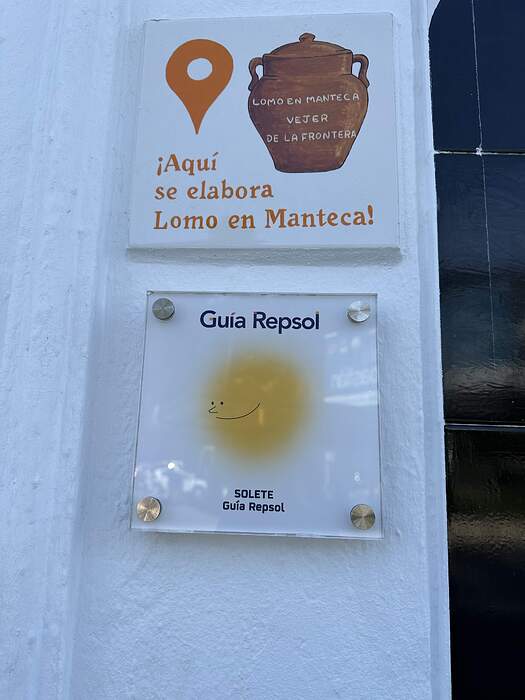 LOMO EN MANTECA
VEJER
DE LA FRONTERA
¡Aquí
se elabora
Lomo en Manteca!
Guía Repsol
SOLETE
Guía Repsol